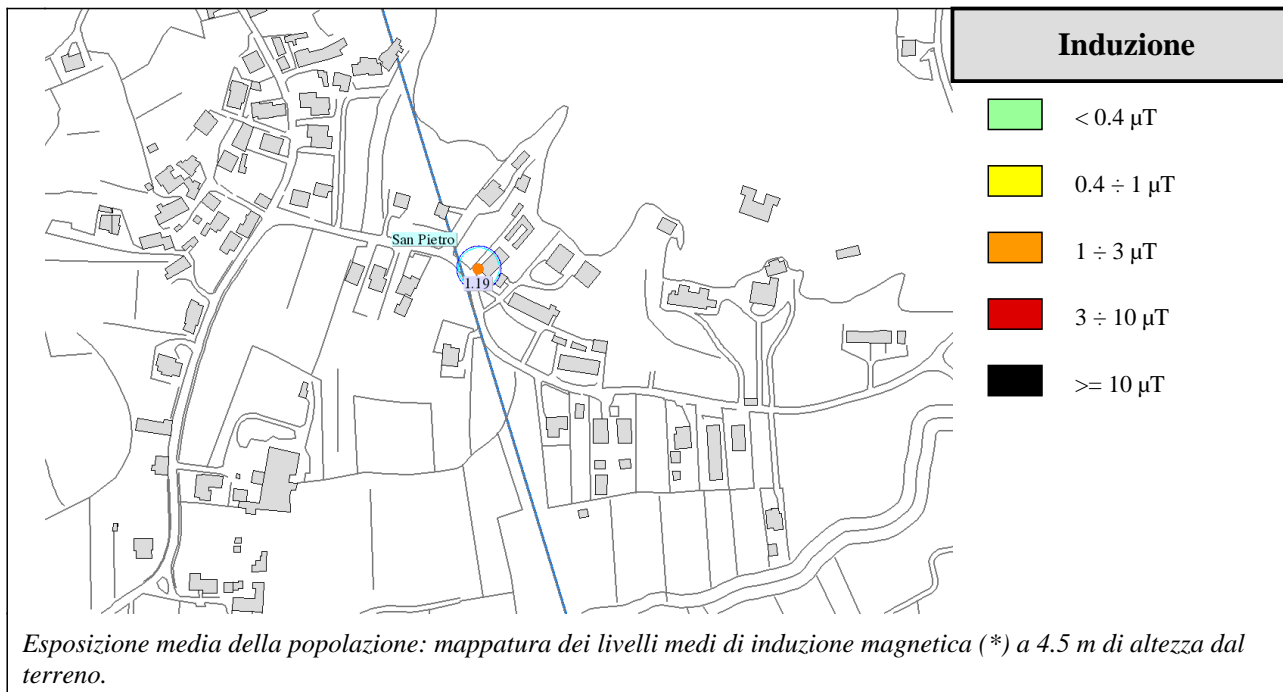 Induzione
< 0.4 µT
0.4 ÷ 1 µT
1 ÷ 3 µT
3 ÷ 10 µT
>= 10 µT
San Pietro
1.19
Esposizione media della popolazione: mappatura dei livelli medi di induzione magnetica (*) a 4.5 m di altezza dal
terreno.